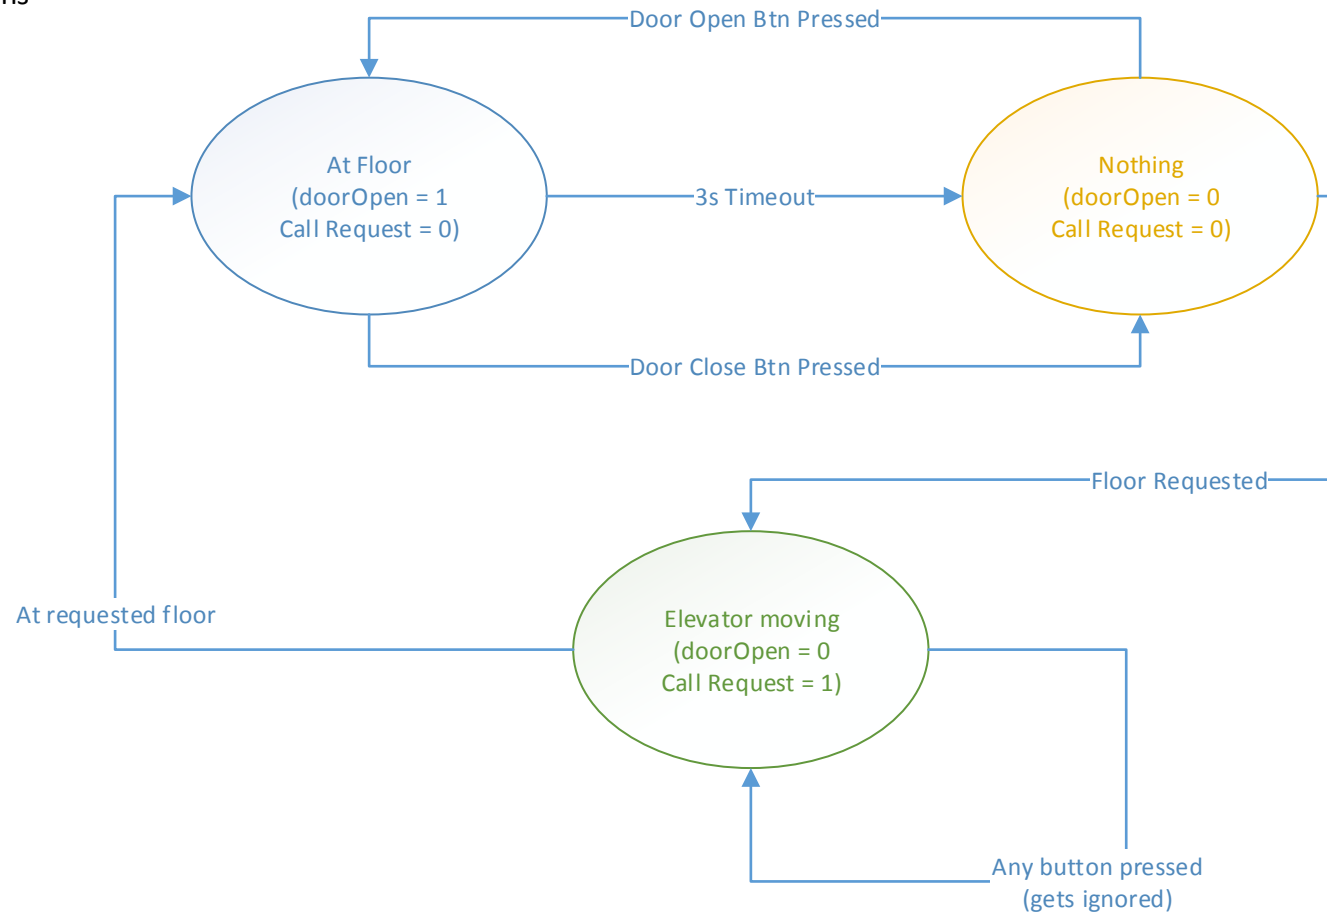 Door Open Btn Pressed
At Floor
(doorOpen = 1
Call Request = 0)
3s Timeout
Nothing
(doorOpen = 0
Call Request = 0)
Door Close Btn Pressed
Floor Requested
At requested floor
Elevator moving
(doorOpen = 0
Call Request = 1)
Any button pressed
(gets ignored)